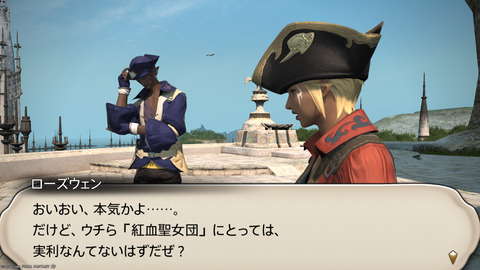 ローズウェン
おいおい、本気かよ……。
だけど、ウチら「紅血聖女団」にとっては、
実利なんてないはずだぜ？